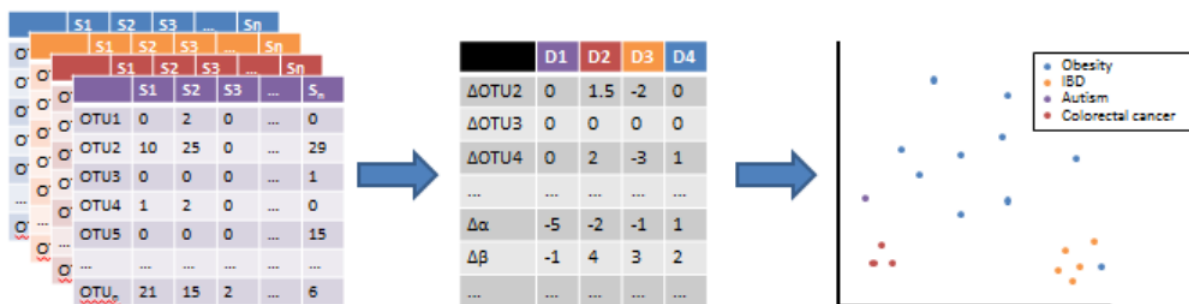 S1 S2 S3 ... Sn
S1 S2 S3 ... Sn
S1 S2 S3 ... Sn
S1 S2 S3 ... Sₙ
OTU1 0 2 0 ... 0
OTU2 10 25 0 ... 29
OTU3 0 0 0 ... 1
OTU4 1 2 0 ... 0
OTU5 0 0 0 ... 15
... ... ... ... ... ...
OTUₙ 21 15 2 ... 6
D1 D2 D3 D4
ΔOTU2 0 1.5 -2 0
ΔOTU3 0 0 0 0
ΔOTU4 0 2 -3 1
... ... ... ... ...
Δα -5 -2 -1 1
Δβ -1 4 3 2
... ... ... ... ...
Obesity
IBD
Autism
Colorectal cancer